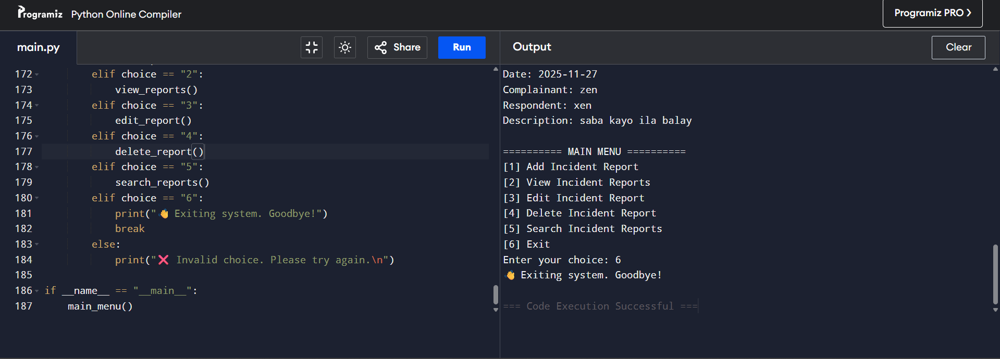 Programiz Python Online Compiler
Programiz PRO
main.py
Share
Run
Output
Clear
172 elif choice == "2":
173 view_reports()
174 elif choice == "3":
175 edit_report()
176 elif choice == "4":
177 delete_report()
178 elif choice == "5":
179 search_reports()
180 elif choice == "6":
181 print("👋 Exiting system. Goodbye!")
182 break
183 else:
184 print("❌ Invalid choice. Please try again.\n")
185
186 if __name__ == "__main__":
187 main_menu()
Date: 2025-11-27
Complainant: zen
Respondent: xen
Description: saba kayo ila balay
========== MAIN MENU ==========
[1] Add Incident Report
[2] View Incident Reports
[3] Edit Incident Report
[4] Delete Incident Report
[5] Search Incident Reports
[6] Exit
Enter your choice: 6
👋 Exiting system. Goodbye!
=== Code Execution Successful ===